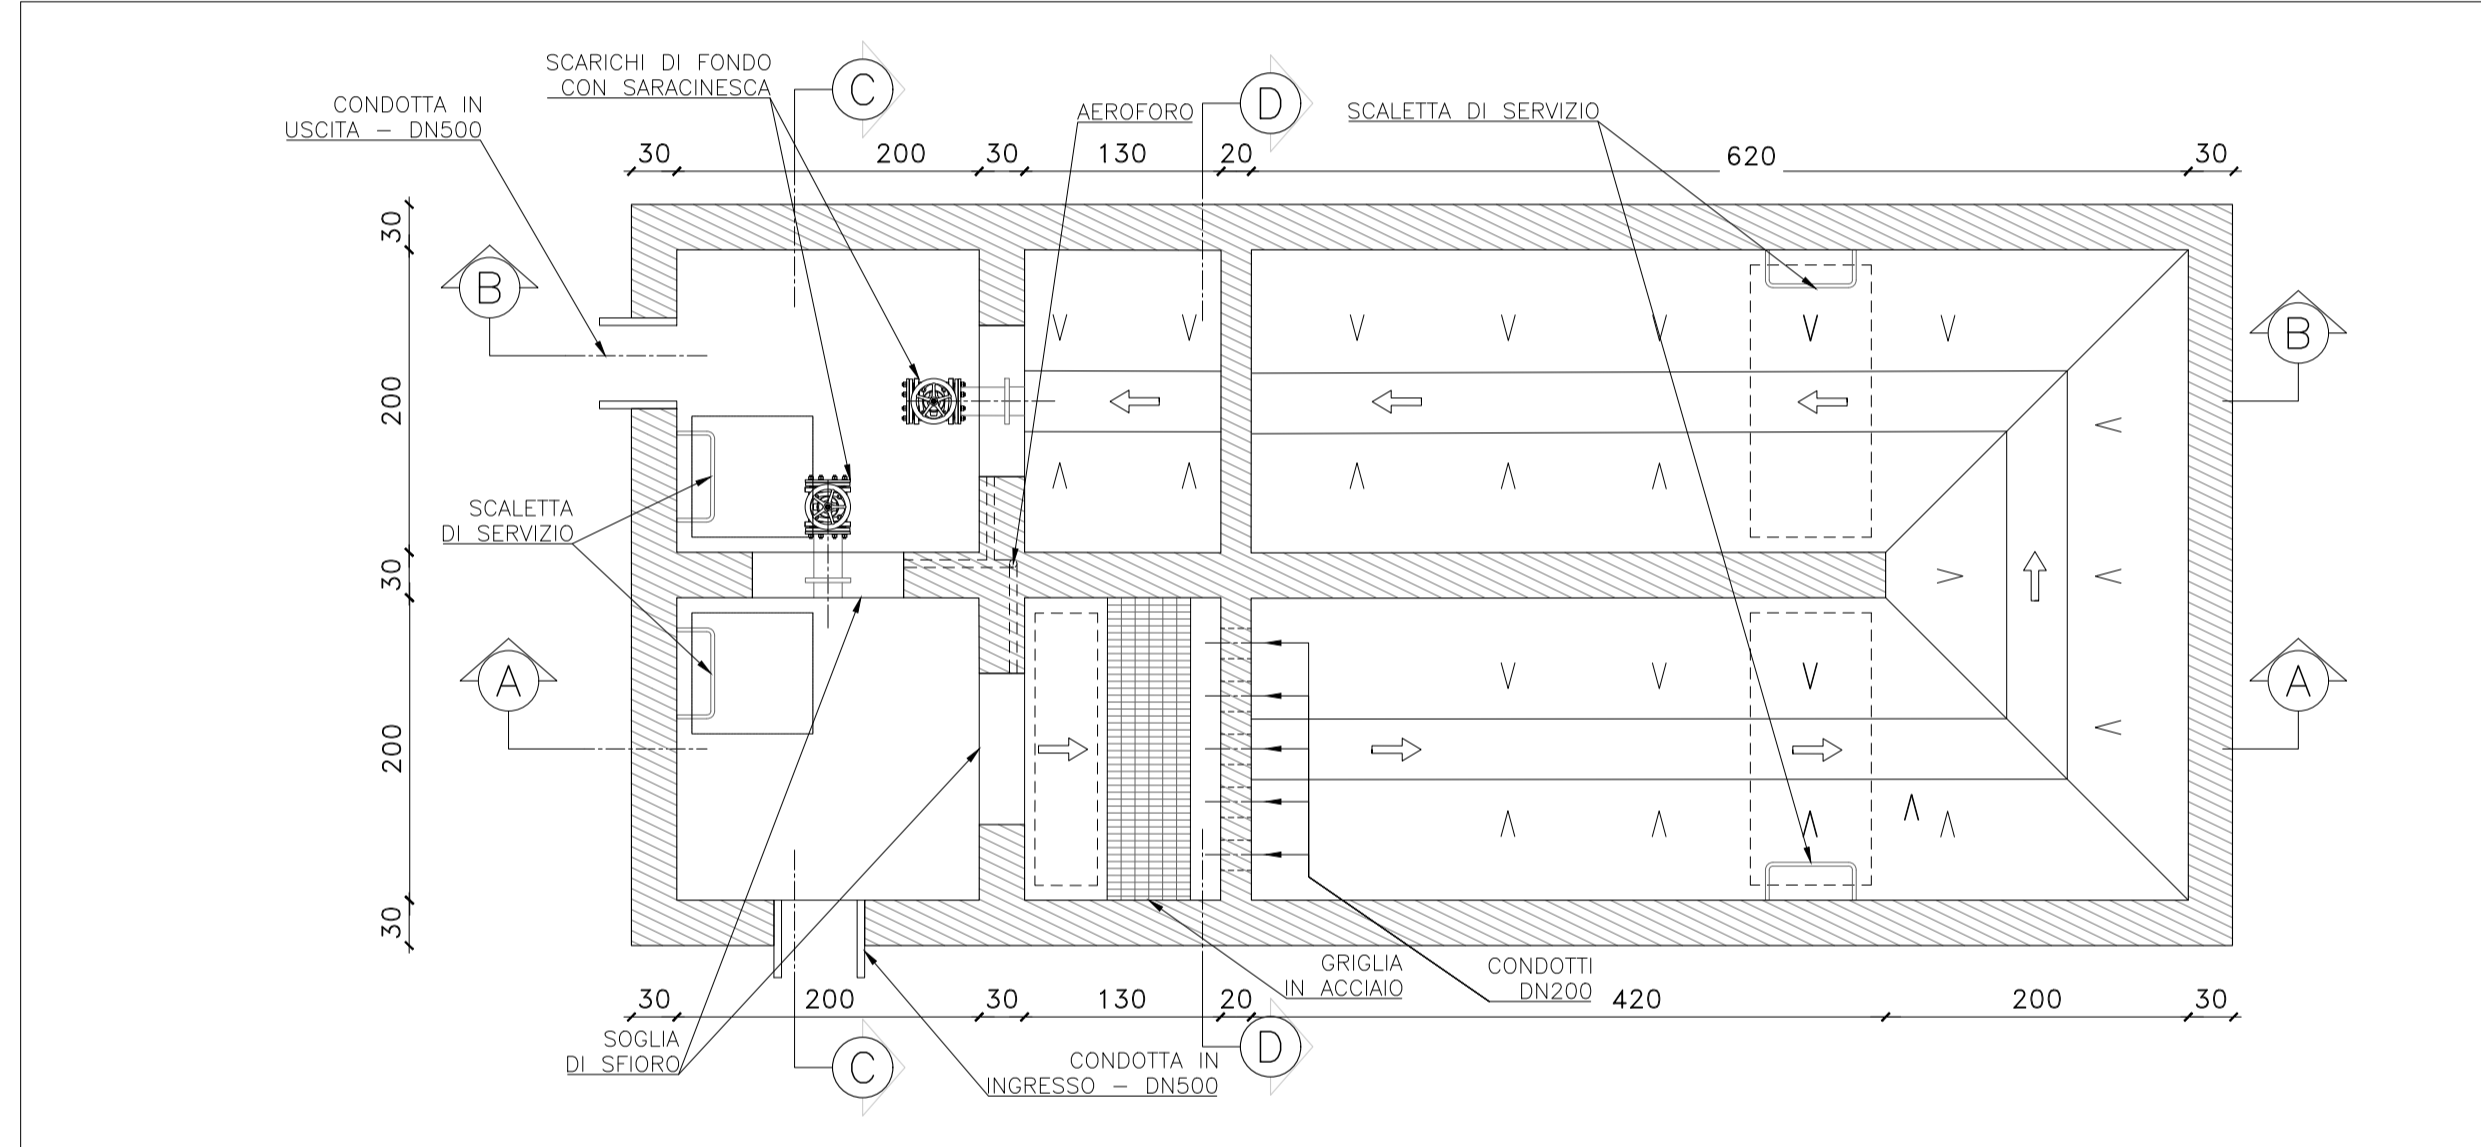 SCARICHI DI FONDO
CON SARACINESCA
C
CONDOTTA IN
USCITA – DN500
AEROFORO
D
SCALETTA DI SERVIZIO
30
200
30
130
20
620
30
30
200
30
200
30
B
B
SCALETTA
DI SERVIZIO
A
A
GRIGLIA
IN ACCIAIO
CONDOTTI
DN200
30
200
30
130
20
420
200
30
SOGLIA
DI SFIORO
C
CONDOTTA IN
INGRESSO – DN500
D